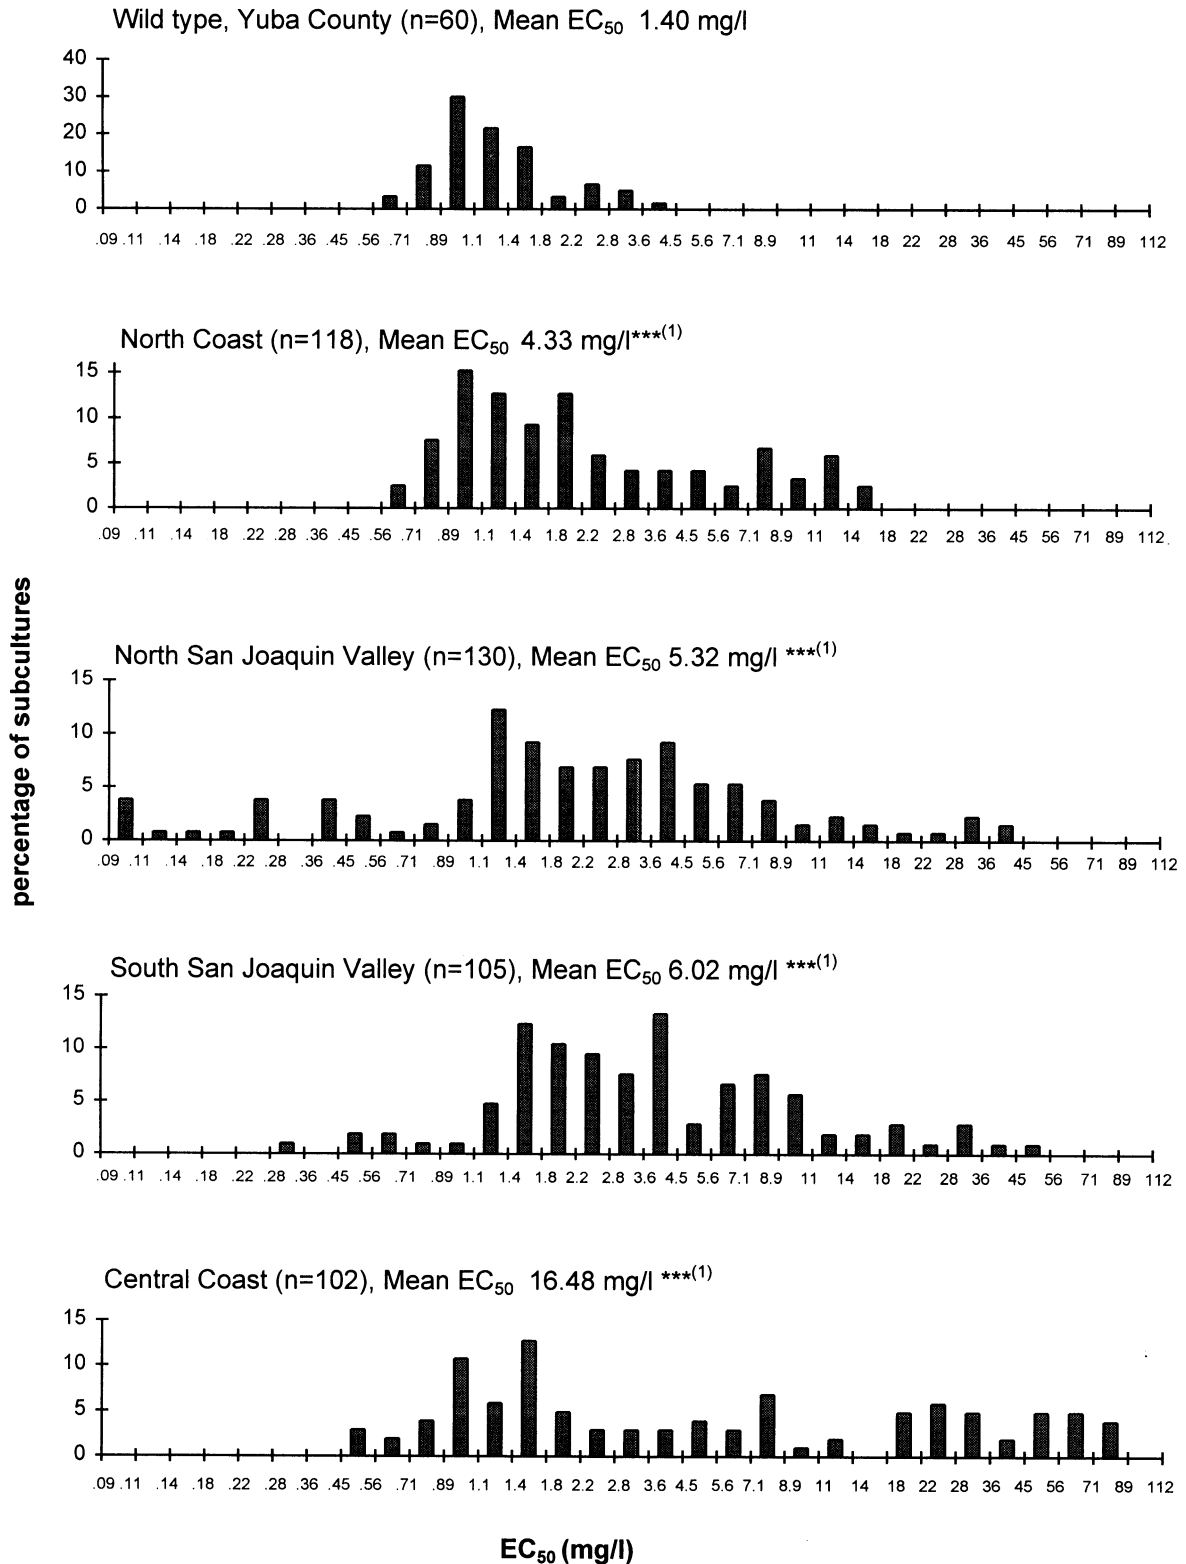 Wild type, Yuba County (n=60), Mean EC50 1.40 mg/l
40
30
20
10
0
.09 .11 .14 .18 .22 .28 .36 .45 .56 .71 .89 1.1 1.4 1.8 2.2 2.8 3.6 4.5 5.6 7.1 8.9 11 14 18 22 28 36 45 56 71 89 112
North Coast (n=118), Mean EC50 4.33 mg/l***(1)
15
10
5
0
.09 .11 .14 .18 .22 .28 .36 .45 .56 .71 .89 1.1 1.4 1.8 2.2 2.8 3.6 4.5 5.6 7.1 8.9 11 14 18 22 28 36 45 56 71 89 112
percentage of subcultures
North San Joaquin Valley (n=130), Mean EC50 5.32 mg/l ***(1)
15
10
5
0
.09 .11 .14 .18 .22 .28 .36 .45 .56 .71 .89 1.1 1.4 1.8 2.2 2.8 3.6 4.5 5.6 7.1 8.9 11 14 18 22 28 36 45 56 71 89 112
South San Joaquin Valley (n=105), Mean EC50 6.02 mg/l ***(1)
15
10
5
0
.09 .11 .14 .18 .22 .28 .36 .45 .56 .71 .89 1.1 1.4 1.8 2.2 2.8 3.6 4.5 5.6 7.1 8.9 11 14 18 22 28 36 45 56 71 89 112
Central Coast (n=102), Mean EC50 16.48 mg/l ***(1)
15
10
5
0
.09 .11 .14 .18 .22 .28 .36 .45 .56 .71 .89 1.1 1.4 1.8 2.2 2.8 3.6 4.5 5.6 7.1 8.9 11 14 18 22 28 36 45 56 71 89 112
EC50 (mg/l)